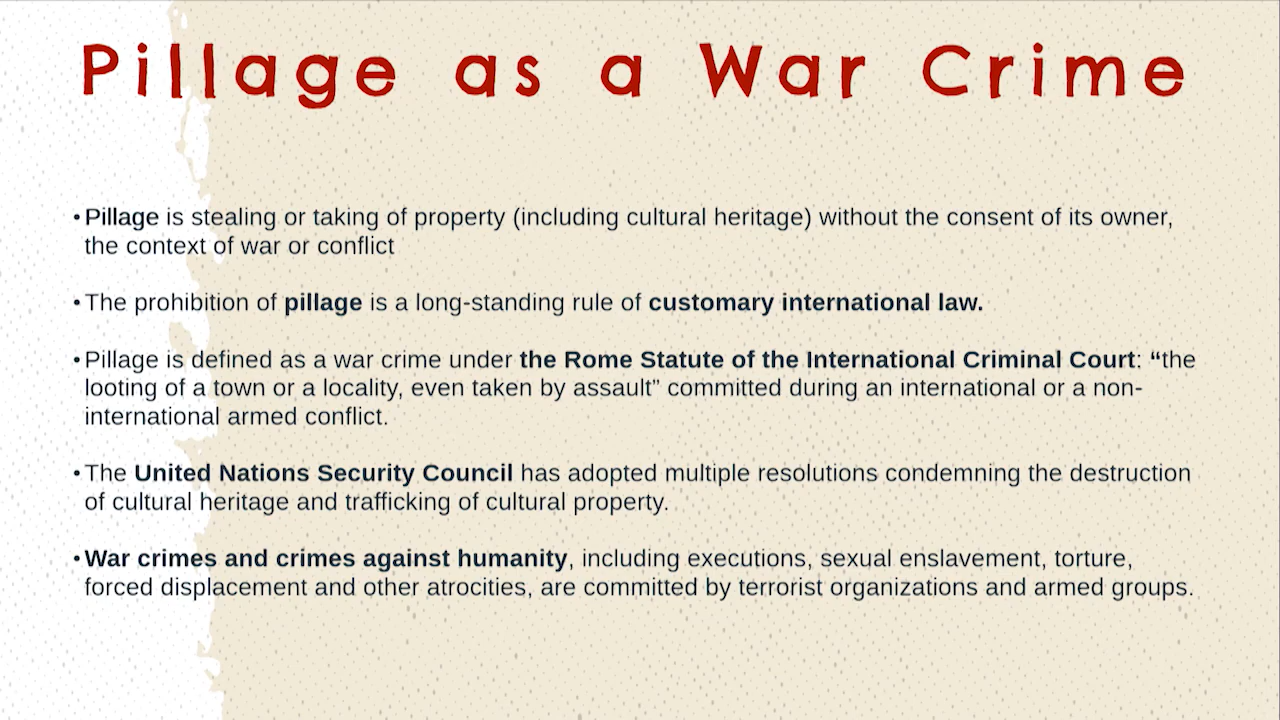 Pillage as a War Crime
•Pillage is stealing or taking of property (including cultural heritage) without the consent of its owner,
the context of war or conflict
•The prohibition of pillage is a long-standing rule of customary international law.
•Pillage is defined as a war crime under the Rome Statute of the International Criminal Court: “the
looting of a town or a locality, even taken by assault” committed during an international or a non-
international armed conflict.
•The United Nations Security Council has adopted multiple resolutions condemning the destruction
of cultural heritage and trafficking of cultural property.
•War crimes and crimes against humanity, including executions, sexual enslavement, torture,
forced displacement and other atrocities, are committed by terrorist organizations and armed groups.